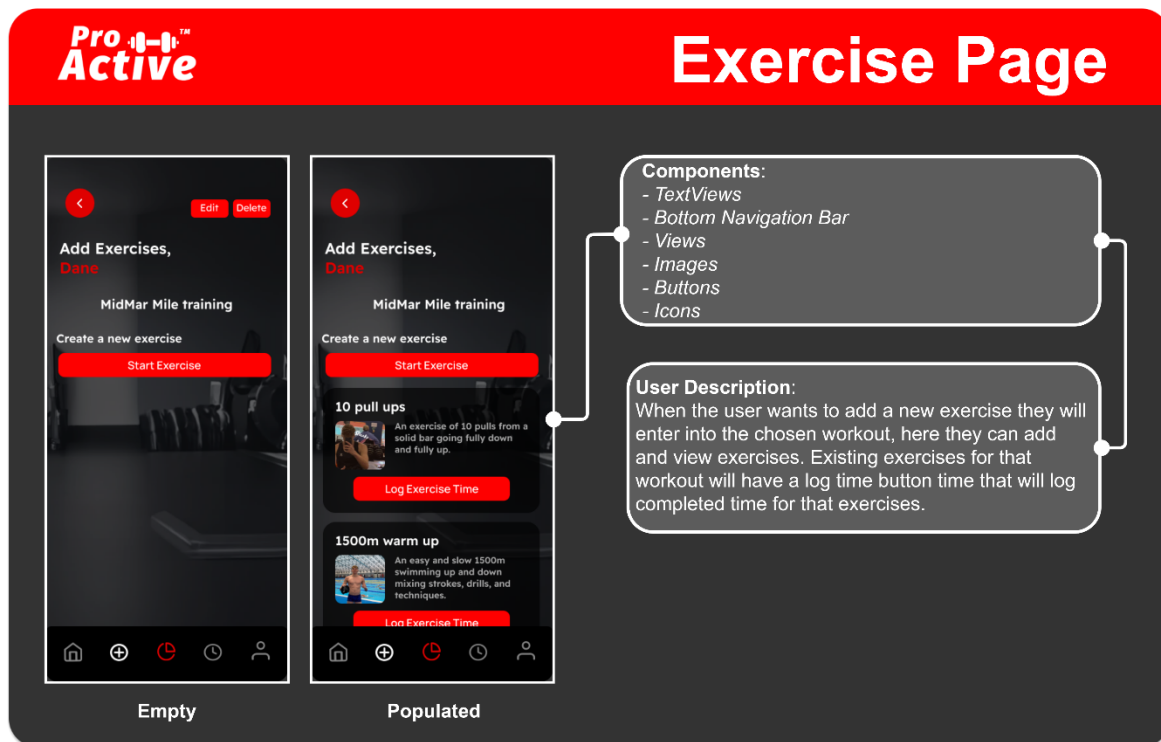 Pro ™
Active
Exercise Page
Edit Delete
Add Exercises,
Dane
MidMar Mile training
Create a new exercise
Start Exercise
Empty
Add Exercises,
Dane
MidMar Mile training
Create a new exercise
Start Exercise
10 pull ups
An exercise of 10 pulls from a
solid bar going fully down
and fully up.
Log Exercise Time
1500m warm up
An easy and slow 1500m
swimming up and down
mixing strokes, drills, and
techniques.
Log Exercise Time
Populated
Components:
- TextViews
- Bottom Navigation Bar
- Views
- Images
- Buttons
- Icons
User Description:
When the user wants to add a new exercise they will
enter into the chosen workout, here they can add
and view exercises. Existing exercises for that
workout will have a log time button time that will log
completed time for that exercises.